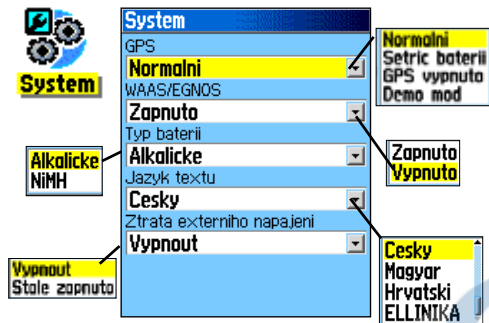 System
System
GPS
Normalni
WAAS/EGNOS
Zapnuto
Typ baterii
Alkalicke
Jazyk textu
Cesky
Ztrata externiho napajeni
Vypnout
Normalni
Setric baterii
GPS vypnuta
Demo mod
Zapnuto
Vypnuto
Alkalicke
NiMH
Vypnout
Stale zapnuto
Cesky
Magyar
Hrvatski
ELLINIKA